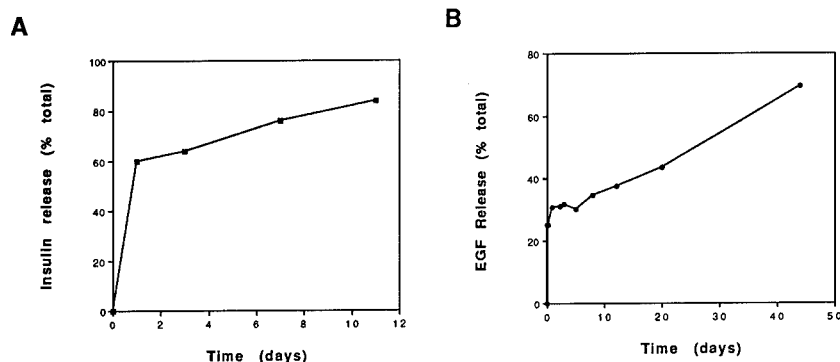 A
Insulin release (% total)
100
80
60
40
20
0
0 2 4 6 8 10 12
Time (days)
B
EGF Release (% total)
80
60
40
20
0
0 10 20 30 40 50
Time (days)